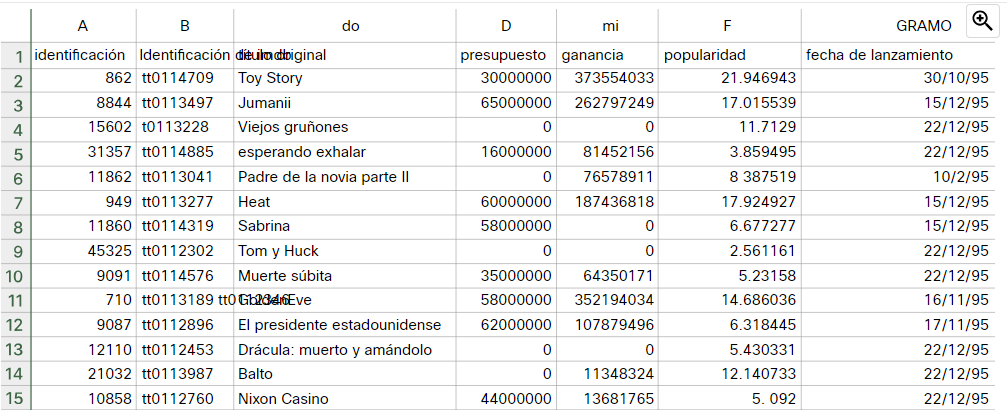 A B do D mi F GRAMO
1 identificación Identificación de imdb título original presupuesto ganancia popularidad fecha de lanzamiento
2 862 tt0114709 Toy Story 30000000 373554033 21.946943 30/10/95
3 8844 tt0113497 Jumanii 65000000 262797249 17.015539 15/12/95
4 15602 t0113228 Viejos gruñones 0 0 11.7129 22/12/95
5 31357 tt0114885 esperando exhalar 16000000 81452156 3.859495 22/12/95
6 11862 tt0113041 Padre de la novia parte II 0 76578911 8 387519 10/2/95
7 949 tt0113277 Heat 60000000 187436818 17.924927 15/12/95
8 11860 tt0114319 Sabrina 58000000 0 6.677277 15/12/95
9 45325 tt0112302 Tom y Huck 0 0 2.561161 22/12/95
10 9091 tt0114576 Muerte súbita 35000000 64350171 5.23158 22/12/95
11 710 tt0113189 tt0112346 GoldenEye 58000000 352194034 14.686036 16/11/95
12 9087 tt0112896 El presidente estadounidense 62000000 107879496 6.318445 17/11/95
13 12110 tt0112453 Drácula: muerto y amándolo 0 0 5.430331 22/12/95
14 21032 tt0113987 Balto 0 11348324 12.140733 22/12/95
15 10858 tt0112760 Nixon Casino 44000000 13681765 5. 092 22/12/95